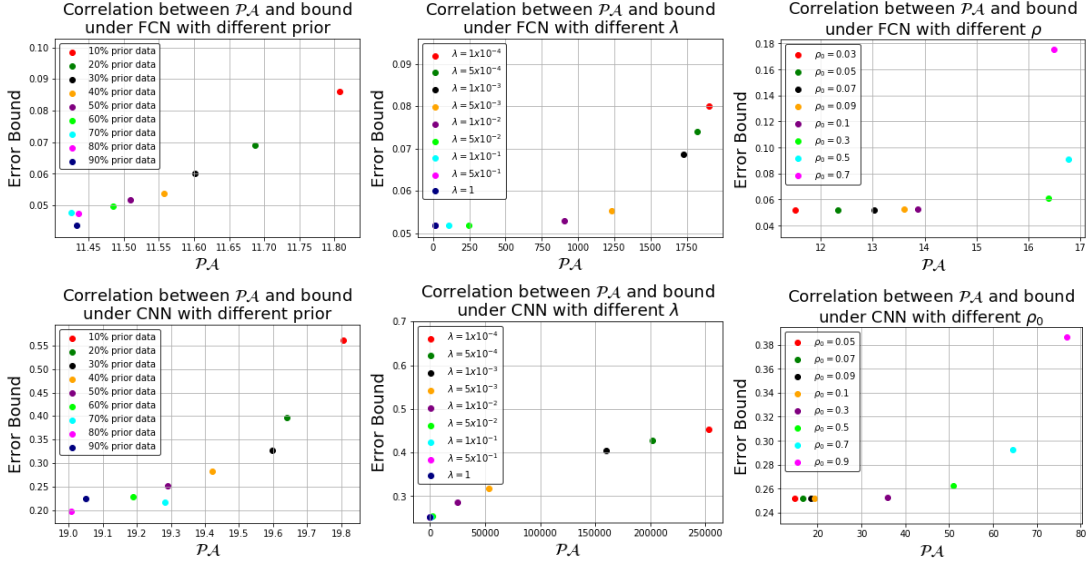 Correlation between 𝒫𝒜 and bound
under FCN with different prior
Error Bound
0.10
0.09
0.08
0.07
0.06
0.05
10% prior data
20% prior data
30% prior data
40% prior data
50% prior data
60% prior data
70% prior data
80% prior data
90% prior data
11.45 11.50 11.55 11.60 11.65 11.70 11.75 11.80
𝒫𝒜
Correlation between 𝒫𝒜 and bound
under FCN with different λ
Error Bound
0.09
0.08
0.07
0.06
0.05
λ = 1x10⁻⁴
λ = 5x10⁻⁴
λ = 1x10⁻³
λ = 5x10⁻³
λ = 1x10⁻²
λ = 5x10⁻²
λ = 1x10⁻¹
λ = 5x10⁻¹
λ = 1
0 250 500 750 1000 1250 1500 1750
𝒫𝒜
Correlation between 𝒫𝒜 and bound
under FCN with different ρ
Error Bound
0.18
0.16
0.14
0.12
0.10
0.08
0.06
0.04
ρ₀ = 0.03
ρ₀ = 0.05
ρ₀ = 0.07
ρ₀ = 0.09
ρ₀ = 0.1
ρ₀ = 0.3
ρ₀ = 0.5
ρ₀ = 0.7
12 13 14 15 16 17
𝒫𝒜
Correlation between 𝒫𝒜 and bound
under CNN with different prior
Error Bound
0.55
0.50
0.45
0.40
0.35
0.30
0.25
0.20
10% prior data
20% prior data
30% prior data
40% prior data
50% prior data
60% prior data
70% prior data
80% prior data
90% prior data
19.0 19.1 19.2 19.3 19.4 19.5 19.6 19.7 19.8
𝒫𝒜
Correlation between 𝒫𝒜 and bound
under CNN with different λ
Error Bound
0.7
0.6
0.5
0.4
0.3
λ = 1x10⁻⁴
λ = 5x10⁻⁴
λ = 1x10⁻³
λ = 5x10⁻³
λ = 1x10⁻²
λ = 5x10⁻²
λ = 1x10⁻¹
λ = 5x10⁻¹
λ = 1
0 50000 100000 150000 200000 250000
𝒫𝒜
Correlation between 𝒫𝒜 and bound
under CNN with different ρ₀
Error Bound
0.38
0.36
0.34
0.32
0.30
0.28
0.26
0.24
ρ₀ = 0.05
ρ₀ = 0.07
ρ₀ = 0.09
ρ₀ = 0.1
ρ₀ = 0.3
ρ₀ = 0.5
ρ₀ = 0.7
ρ₀ = 0.9
20 30 40 50 60 70 80
𝒫𝒜